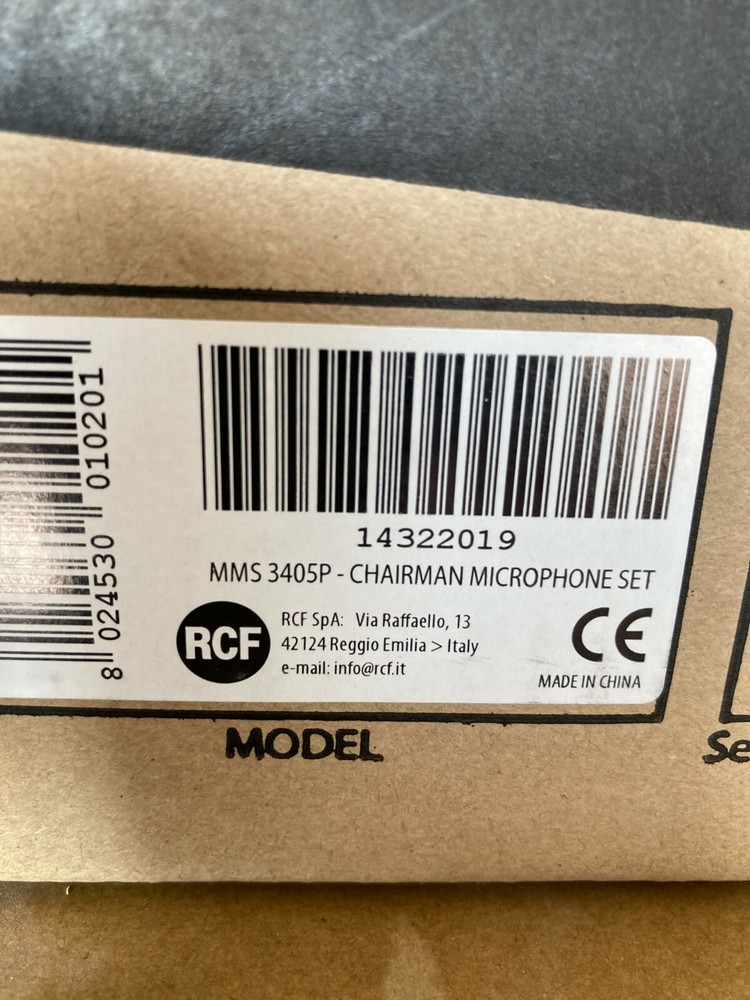 8 024530 010201
14322019
MMS 3405P - CHAIRMAN MICROPHONE SET
RCF
RCF SpA: Via Raffaello, 13
42124 Reggio Emilia > Italy
e-mail: info@rcf.it
CE
MADE IN CHINA
MODEL
Se